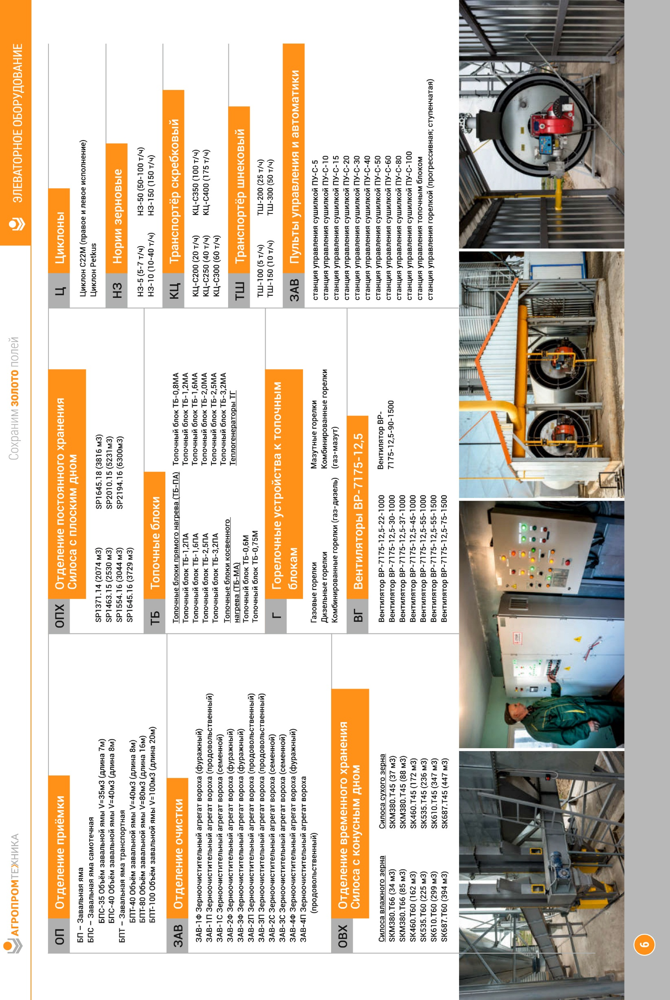 АГРОПРОМТЕХНИКА
Сохраним ЗОЛОТО полей
ЭЛЕВАТОРНОЕ ОБОРУДОВАНИЕ
ОП Отделение приёмки
БП – Завальная яма
БПС – Завальная яма самотечная
БПС-35 Объём завальной ямы V=35м3 (длина 7м)
БПС-40 Объём завальной ямы V=40м3 (длина 8м)
БПТ – Завальная яма транспортная
БПТ-40 Объём завальной ямы V=40м3 (длина 8м)
БПТ-80 Объём завальной ямы V=80м3 (длина 16м)
БПТ-100 Объём завальной ямы V=100м3 (длина 20м)
ЗАВ Отделение очистки
ЗАВ-1Ф Зерноочистительный агрегат вороха (фуражный)
ЗАВ-1П Зерноочистительный агрегат вороха (продовольственный)
ЗАВ-1С Зерноочистительный агрегат вороха (семенной)
ЗАВ-2Ф Зерноочистительный агрегат вороха (фуражный)
ЗАВ-3Ф Зерноочистительный агрегат вороха (фуражный)
ЗАВ-2П Зерноочистительный агрегат вороха (продовольственный)
ЗАВ-3П Зерноочистительный агрегат вороха (продовольственный)
ЗАВ-2С Зерноочистительный агрегат вороха (семенной)
ЗАВ-3С Зерноочистительный агрегат вороха (семенной)
ЗАВ-4Ф Зерноочистительный агрегат вороха (фуражный)
ЗАВ-4П Зерноочистительный агрегат вороха
(продовольственный)
ОВХ Отделение временного хранения
Силоса с конусным дном
Силоса влажного зерна
SKM380.T66 (34 м3)
SKM380.T66 (85 м3)
SK460.T60 (162 м3)
SK535.T60 (225 м3)
SK610.T60 (299 м3)
SK687.T60 (394 м3)
Силоса сухого зерна
SKM380.T45 (37 м3)
SKM380.T45 (88 м3)
SK460.T45 (172 м3)
SK535.T45 (236 м3)
SK610.T45 (347 м3)
SK687.T45 (447 м3)
ОПХ Отделение постоянного хранения
Силоса с плоским дном
SP1371.14 (2074 м3)
SP1463.15 (2530 м3)
SP1554.16 (3044 м3)
SP1645.16 (3729 м3)
SP1645.18 (3816 м3)
SP2010.15 (5231м3)
SP2194.16 (6300м3)
ТБ Топочные блоки
Топочные блоки прямого нагрева (ТБ-ПА)
Топочный блок ТБ-1,2ПА
Топочный блок ТБ-1,6ПА
Топочный блок ТБ-2,5ПА
Топочный блок ТБ-3,2ПА
Топочные блоки косвенного
нагрева (ТБ-МА)
Топочный блок ТБ-0,6М
Топочный блок ТБ-0,75М
Топочный блок ТБ-0,8МА
Топочный блок ТБ-1,2МА
Топочный блок ТБ-1,6МА
Топочный блок ТБ-2,0МА
Топочный блок ТБ-2,5МА
Топочный блок ТБ-3,2МА
Теплогенераторы ТГ
Г Горелочные устройства к топочным
блокам
Газовые горелки
Дизельные горелки
Комбинированные горелки (газ-дизель)
Мазутные горелки
Комбинированные горелки
(газ-мазут)
ВГ Вентиляторы ВР-7175-12,5
Вентилятор ВР-7175-12,5-22-1000
Вентилятор ВР-7175-12,5-30-1000
Вентилятор ВР-7175-12,5-37-1000
Вентилятор ВР-7175-12,5-45-1000
Вентилятор ВР-7175-12,5-55-1000
Вентилятор ВР-7175-12,5-55-1500
Вентилятор ВР-7175-12,5-75-1500
Вентилятор ВР-
7175-12,5-90-1500
Ц Циклоны
Циклон С22М (правое и левое исполнение)
Циклон Petkus
НЗ Нории зерновые
НЗ-5 (5-7 т/ч)
НЗ-10 (10-40 т/ч)
НЗ-50 (50-100 т/ч)
НЗ-150 (150 т/ч)
КЦ Транспортёр скребковый
КЦ-С200 (20 т/ч)
КЦ-С250 (40 т/ч)
КЦ-С300 (60 т/ч)
КЦ-С350 (100 т/ч)
КЦ-С400 (175 т/ч)
ТШ Транспортёр шнековый
ТШ-100 (5 т/ч)
ТШ-150 (10 т/ч)
ТШ-200 (25 т/ч)
ТШ-300 (50 т/ч)
ЗАВ Пульты управления и автоматики
станция управления сушилкой ПУ-С-5
станция управления сушилкой ПУ-С-10
станция управления сушилкой ПУ-С-15
станция управления сушилкой ПУ-С-20
станция управления сушилкой ПУ-С-30
станция управления сушилкой ПУ-С-40
станция управления сушилкой ПУ-С-50
станция управления сушилкой ПУ-С-60
станция управления сушилкой ПУ-С-80
станция управления сушилкой ПУ-С-100
станция управления топочным блоком
станция управления горелкой (прогрессивная; ступенчатая)
6